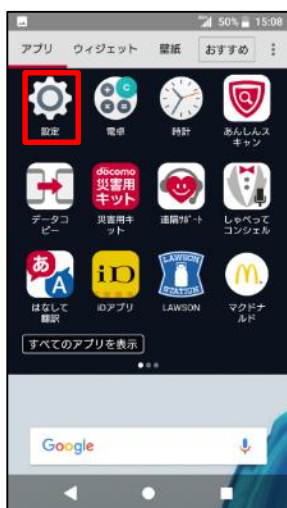 50% 15:08
アプリ ウィジェット 壁紙 おすすめ
設定 電卓 時計 あんしんス
キャン
docomo
災害用
キット
データコ
ピー
災害用キ
ット
遠隔サポート
しゃべって
コンシェル
あ
A
iD
LAWSON
STATION
m.
はなして
翻訳
iDアプリ
LAWSON
マクドナ
ルド
すべてのアプリを表示
Google